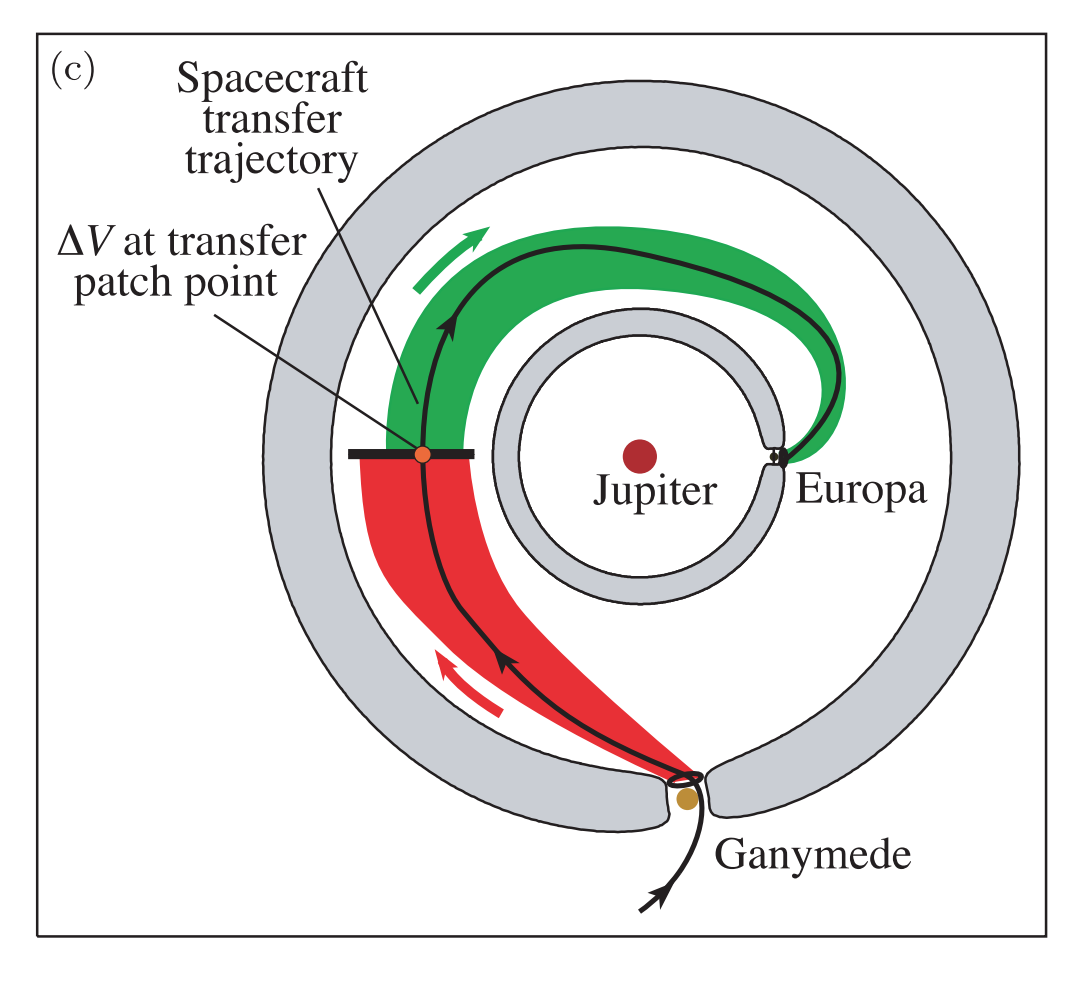 (c)
Spacecraft
transfer
trajectory
ΔV at transfer
patch point
Jupiter
Europa
Ganymede